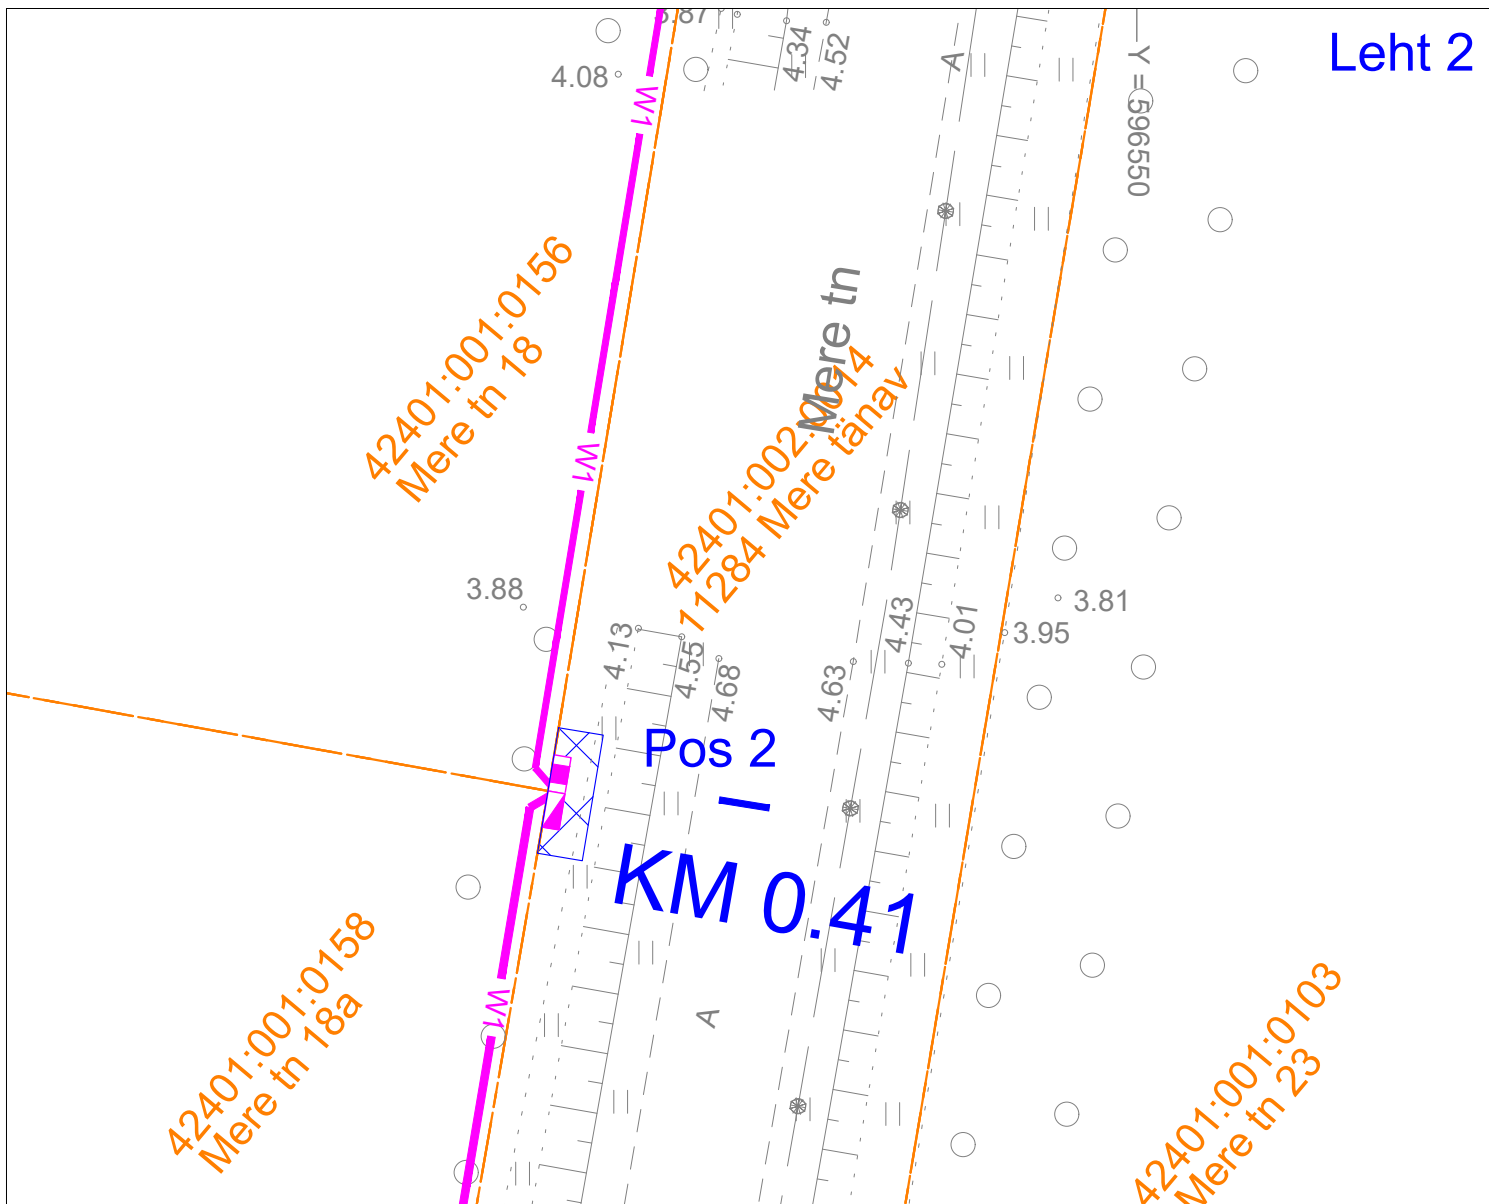 Leht 2
3.87
4.34
4.52
4.08
A
Y = 596550
W1
42401:001:0156
Mere tn 18
Mere tn
42401:002:0014
11284 Mere tänav
W1
3.88
4.13
4.55
4.68
4.63
4.43
4.01
3.95
3.81
Pos 2
I
KM 0.41
W1
A
42401:001:0158
Mere tn 18a
42401:001:0103
Mere tn 23